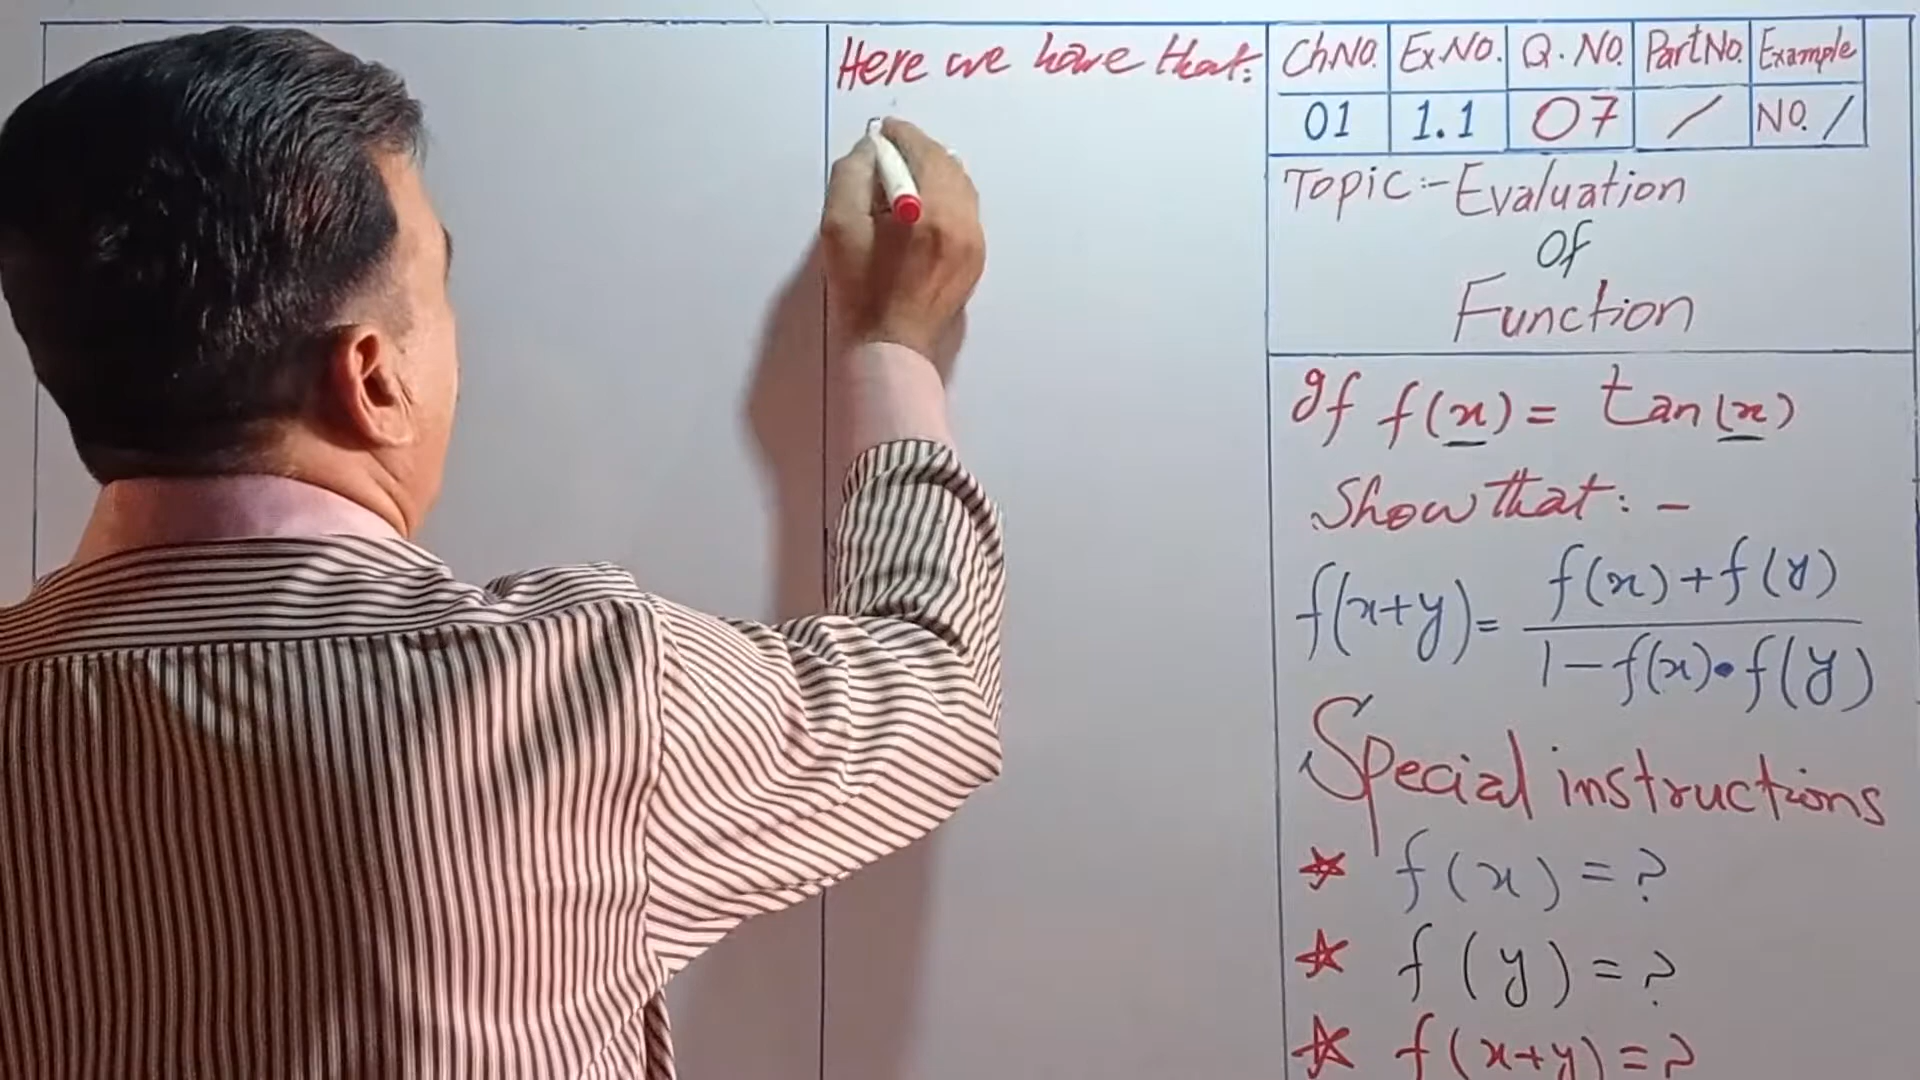 Here we have that:
Ch No. Ex.No. Q. No. Part No. Example
01 1.1 07 / NO. /
Topic:- Evaluation
Of
Function
If f(x) = tan(x)
Show that: -
f(x+y) = f(x)+f(y)
1-f(x)•f(y)
Special instructions
☆ f(x) = ?
☆ f(y) = ?
☆ f(x+y) = ?